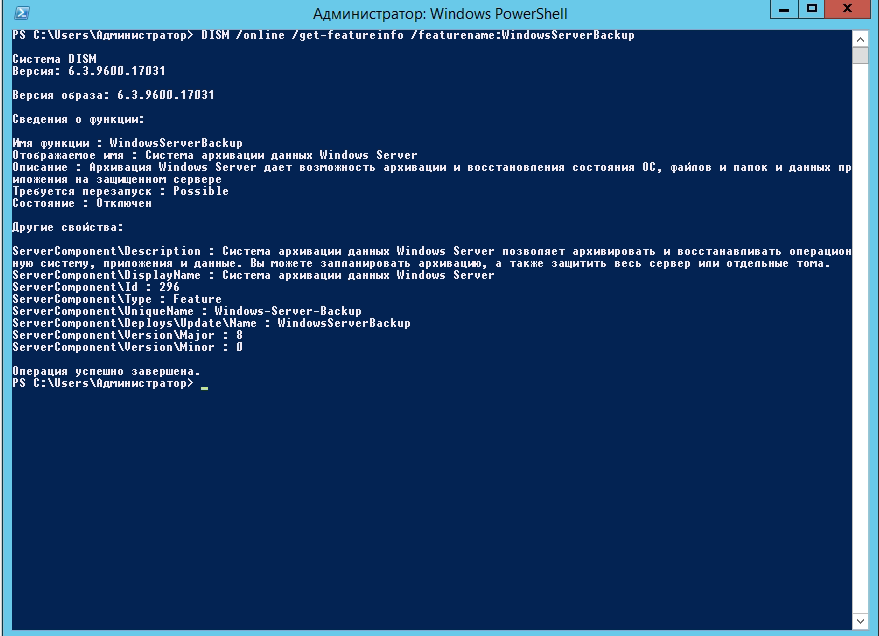 Администратор: Windows PowerShell
PS C:\Users\Администратор> DISM /online /get-featureinfo /featurename:WindowsServerBackup
Cистема DISM
Версия: 6.3.9600.17031
Версия образа: 6.3.9600.17031
Сведения о функции:
Имя функции : WindowsServerBackup
Отображаемое имя : Система архивации данных Windows Server
Описание : Архивация Windows Server дает возможность архивации и восстановления состояния ОС, файлов и папок и данных пр
иложения на защищенном сервере
Требуется перезапуск : Possible
Состояние : Отключен
Другие свойства:
ServerComponent\Description : Система архивации данных Windows Server позволяет архивировать и восстанавливать операцион
ную систему, приложения и данные. Вы можете запланировать архивацию, а также защитить весь сервер или отдельные тома.
ServerComponent\DisplayName : Система архивации данных Windows Server
ServerComponent\Id : 296
ServerComponent\Type : Feature
ServerComponent\UniqueName : Windows-Server-Backup
ServerComponent\Deploys\Update\Name : WindowsServerBackup
ServerComponent\Version\Major : 8
ServerComponent\Version\Minor : 0
Операция успешно завершена.
PS C:\Users\Администратор> _